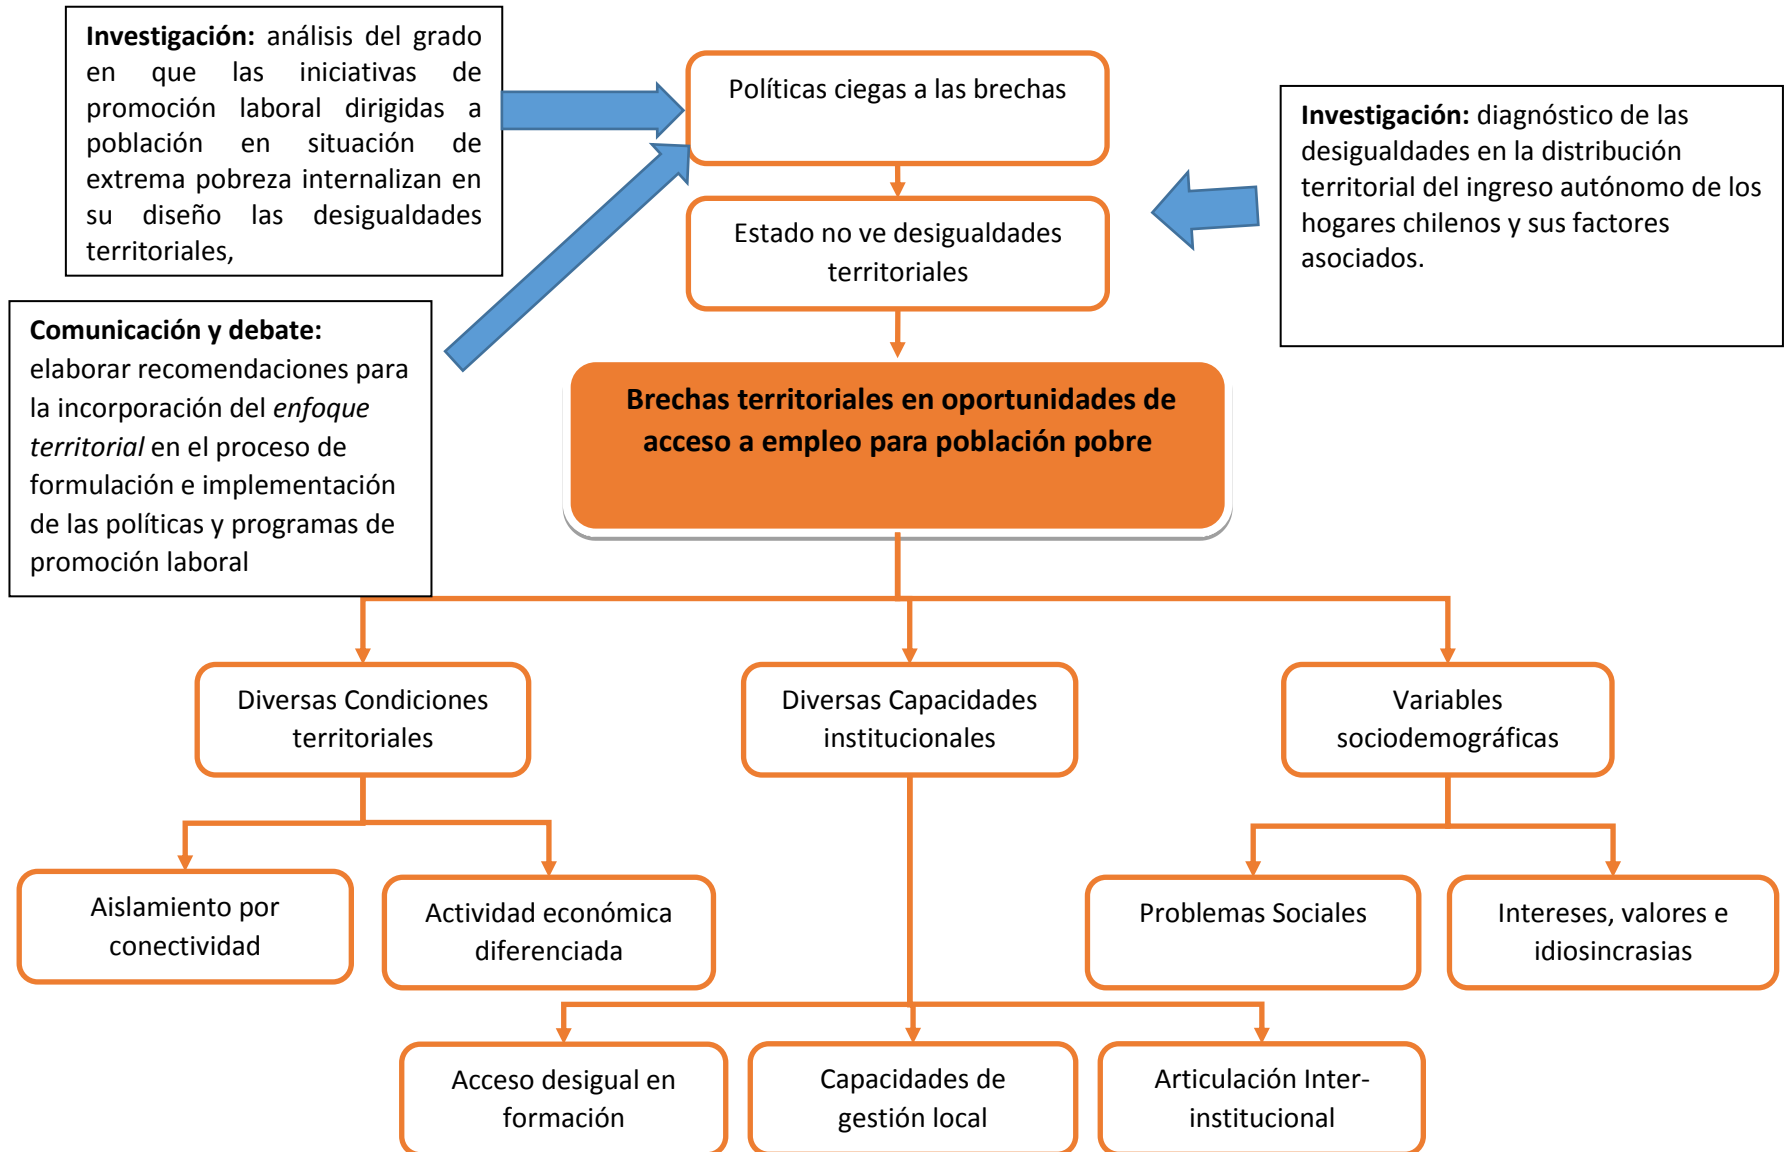 Investigación: análisis del grado
en que las iniciativas de
promoción laboral dirigidas a
población en situación de
extrema pobreza internalizan en
su diseño las desigualdades
territoriales,
Políticas ciegas a las brechas
Investigación: diagnóstico de las
desigualdades en la distribución
territorial del ingreso autónomo de los
hogares chilenos y sus factores
asociados.
Estado no ve desigualdades
territoriales
Comunicación y debate:
elaborar recomendaciones para
la incorporación del enfoque
territorial en el proceso de
formulación e implementación
de las políticas y programas de
promoción laboral
Brechas territoriales en oportunidades de
acceso a empleo para población pobre
Diversas Condiciones
territoriales
Diversas Capacidades
institucionales
Variables
sociodemográficas
Aislamiento por
conectividad
Actividad económica
diferenciada
Problemas Sociales
Intereses, valores e
idiosincrasias
Acceso desigual en
formación
Capacidades de
gestión local
Articulación Inter-
institucional